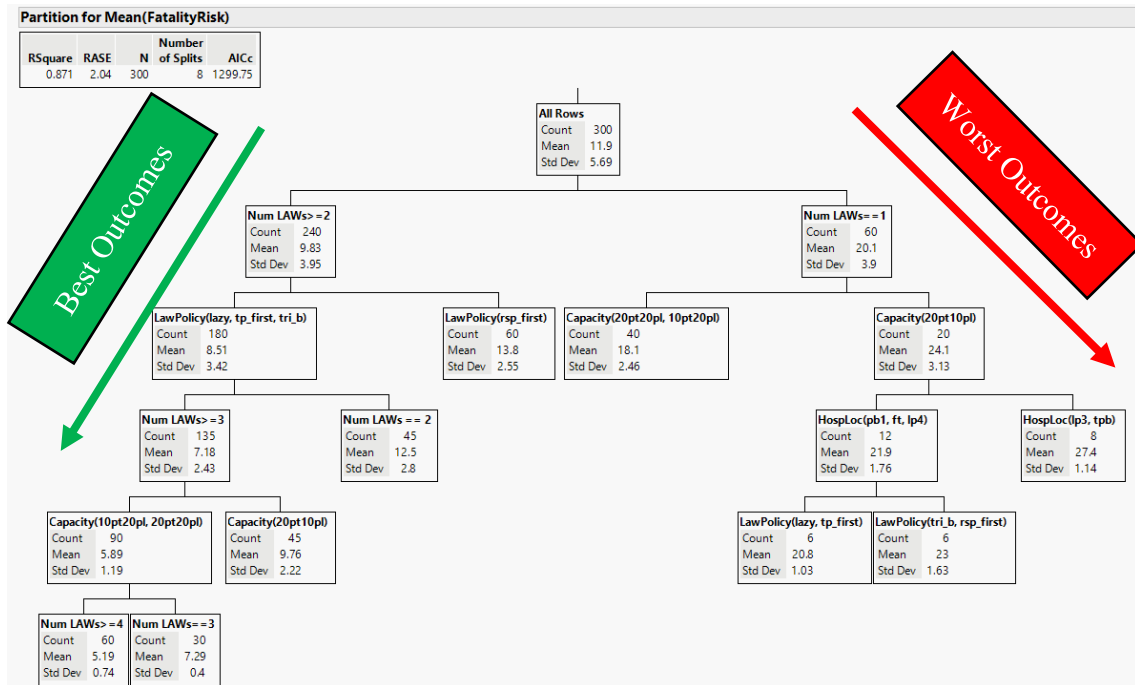 Partition for Mean(FatalityRisk)
Number
RSquare RASE N of Splits AICc
0.871 2.04 300 8 1299.75
Best Outcomes
Worst Outcomes
All Rows
Count 300
Mean 11.9
Std Dev 5.69
Num LAWs>=2
Count 240
Mean 9.83
Std Dev 3.95
Num LAWs==1
Count 60
Mean 20.1
Std Dev 3.9
LawPolicy(lazy, tp_first, tri_b)
Count 180
Mean 8.51
Std Dev 3.42
LawPolicy(rsp_first)
Count 60
Mean 13.8
Std Dev 2.55
Capacity(20pt20pl, 10pt20pl)
Count 40
Mean 18.1
Std Dev 2.46
Capacity(20pt10pl)
Count 20
Mean 24.1
Std Dev 3.13
Num LAWs>=3
Count 135
Mean 7.18
Std Dev 2.43
Num LAWs == 2
Count 45
Mean 12.5
Std Dev 2.8
HospLoc(pb1, ft, lp4)
Count 12
Mean 21.9
Std Dev 1.76
HospLoc(lp3, tpb)
Count 8
Mean 27.4
Std Dev 1.14
Capacity(10pt20pl, 20pt20pl)
Count 90
Mean 5.89
Std Dev 1.19
Capacity(20pt10pl)
Count 45
Mean 9.76
Std Dev 2.22
LawPolicy(lazy, tp_first)
Count 6
Mean 20.8
Std Dev 1.03
LawPolicy(tri_b, rsp_first)
Count 6
Mean 23
Std Dev 1.63
Num LAWs>=4
Count 60
Mean 5.19
Std Dev 0.74
Num LAWs==3
Count 30
Mean 7.29
Std Dev 0.4